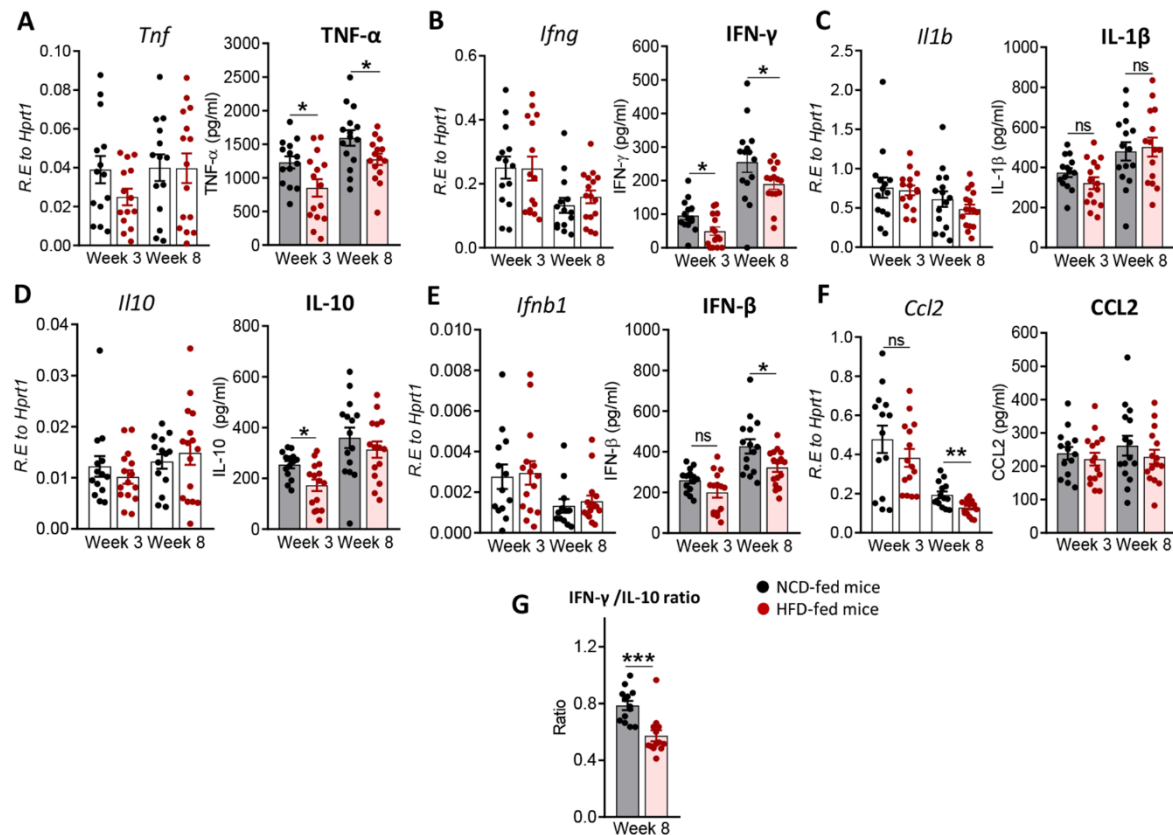 A
Tnf
TNF-α
R.E to Hprt1
0.10
0.08
0.06
0.04
0.02
0.00
Week 3 Week 8
TNF-α (pg/ml)
3000
2500
2000
1500
1000
500
0
* *
Week 3 Week 8
B
Ifng
IFN-γ
R.E to Hprt1
0.6
0.4
0.2
0.0
Week 3 Week 8
IFN-γ (pg/ml)
600
500
400
300
200
100
0
* *
Week 3 Week 8
C
Il1b
IL-1β
R.E to Hprt1
2.5
2.0
1.5
1.0
0.5
0.0
Week 3 Week 8
IL-1β (pg/ml)
1000
800
600
400
200
0
ns ns
Week 3 Week 8
D
Il10
IL-10
R.E to Hprt1
0.04
0.03
0.02
0.01
0.00
Week 3 Week 8
IL-10 (pg/ml)
800
600
400
200
0
*
Week 3 Week 8
E
Ifnb1
IFN-β
R.E to Hprt1
0.010
0.008
0.006
0.004
0.002
0.000
Week 3 Week 8
IFN-β (pg/ml)
1000
800
600
400
200
0
ns *
Week 3 Week 8
F
Ccl2
CCL2
R.E to Hprt1
1.0
0.8
0.6
0.4
0.2
0.0
ns **
Week 3 Week 8
CCL2 (pg/ml)
600
500
400
300
200
100
0
Week 3 Week 8
G
IFN-γ /IL-10 ratio
Ratio
1.2
0.8
0.4
0.0
***
Week 8
NCD-fed mice
HFD-fed mice